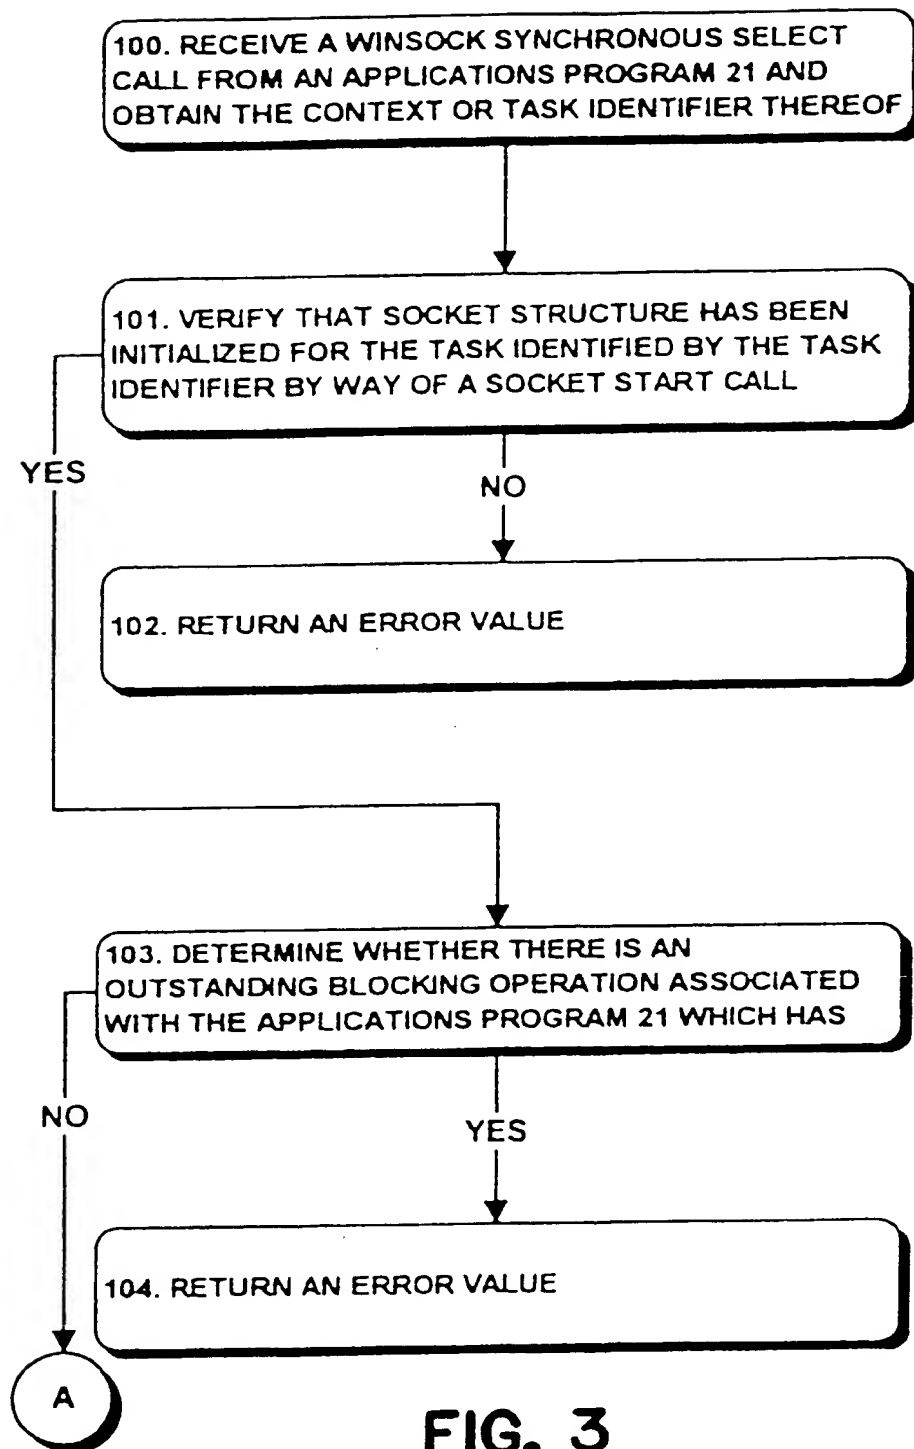 100. RECEIVE A WINSOCK SYNCHRONOUS SELECT
CALL FROM AN APPLICATIONS PROGRAM 21 AND
OBTAIN THE CONTEXT OR TASK IDENTIFIER THEREOF
101. VERIFY THAT SOCKET STRUCTURE HAS BEEN
INITIALIZED FOR THE TASK IDENTIFIED BY THE TASK
IDENTIFIER BY WAY OF A SOCKET START CALL
YES
NO
102. RETURN AN ERROR VALUE
103. DETERMINE WHETHER THERE IS AN
OUTSTANDING BLOCKING OPERATION ASSOCIATED
WITH THE APPLICATIONS PROGRAM 21 WHICH HAS
NO
YES
104. RETURN AN ERROR VALUE
A
FIG. 3